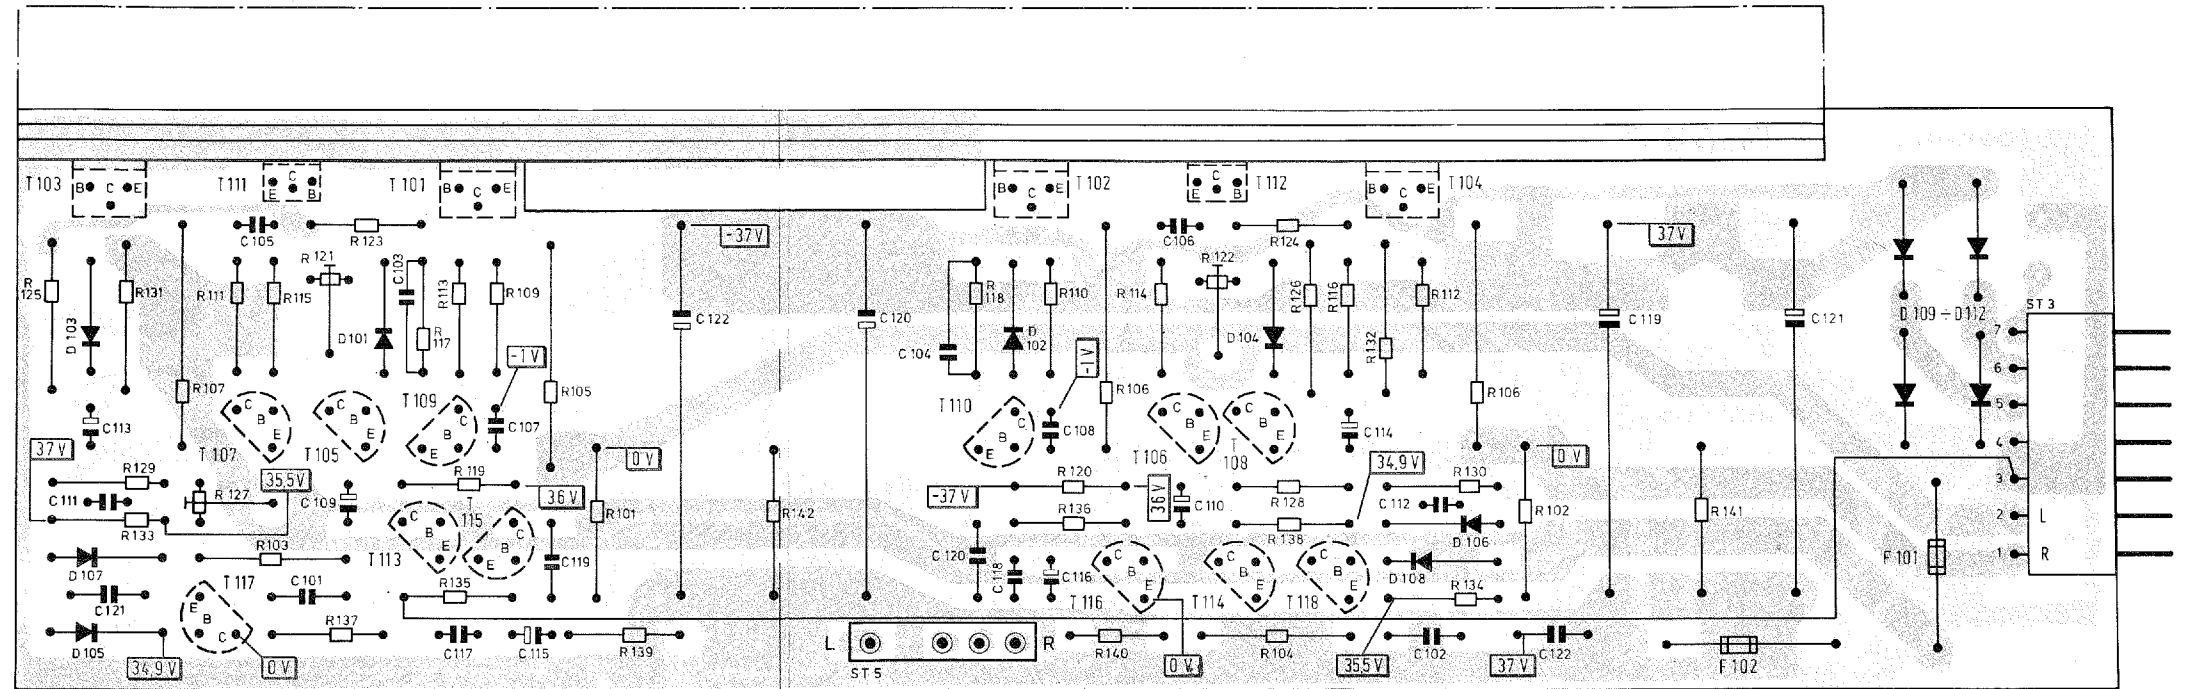 T103
B C E
T111
E C B
T101
B C E
T102
B C E
T112
E C B
T104
B C E
C105
R123
-37V
C106
R124
37V
R 125
D103
R131
R111
R115
R121
C103
D101
R 117
R113
R109
C122
C120
C104
R 118
D 102
R110
R114
R122
D104
R126
R116
R132
R112
C119
C121
D109÷D112
ST3
7
6
5
4
3
2 L
1 R
-1V
-1V
R107
R105
R106
R106
C113
T107
C B E
T105
C B E
T109
C B E
C107
T110
C B E
C108
T106
C B E
T 108
C B E
C114
37V
R129
C111
R133
R127
35,5V
C109
R119
36V
0V
R101
R142
-37V
R120
R136
36V
C110
R128
R138
34,9V
R130
C112
D106
0V
R102
R141
F101
D107
R103
T113
C B E
T 115
C B E
C119
C120
C118
C116
T116
C B E
T114
C B E
T118
C B E
D108
R134
C121
T117
E B C
C101
R135
D105
R137
C117
C115
R139
L
R
ST5
R140
0V
R104
35,5V
C102
37V
C122
F102
34,9V
0V